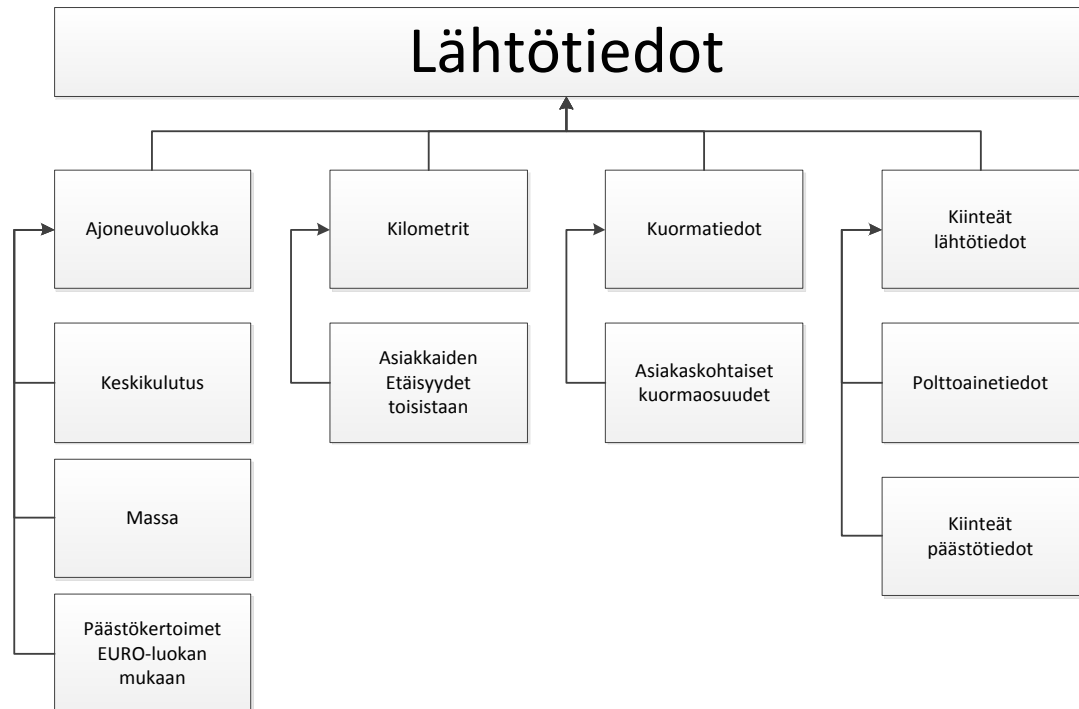 Lähtötiedot
Ajoneuvoluokka
Kilometrit
Kuormatiedot
Kiinteät
lähtötiedot
Keskikulutus
Asiakkaiden
Etäisyydet
toisistaan
Asiakaskohtaiset
kuormaosuudet
Polttoainetiedot
Massa
Kiinteät
päästötiedot
Päästökertoimet
EURO-luokan
mukaan